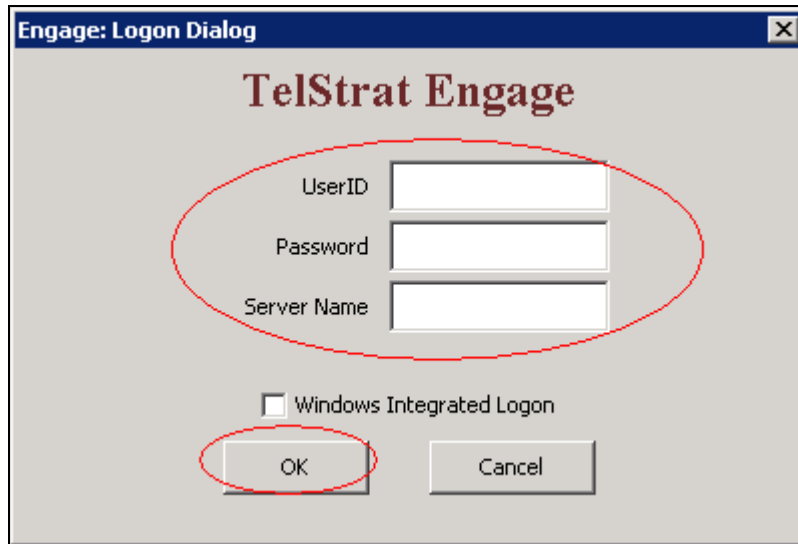 Engage: Logon Dialog
TelStrat Engage
UserID
Password
Server Name
Windows Integrated Logon
OK Cancel